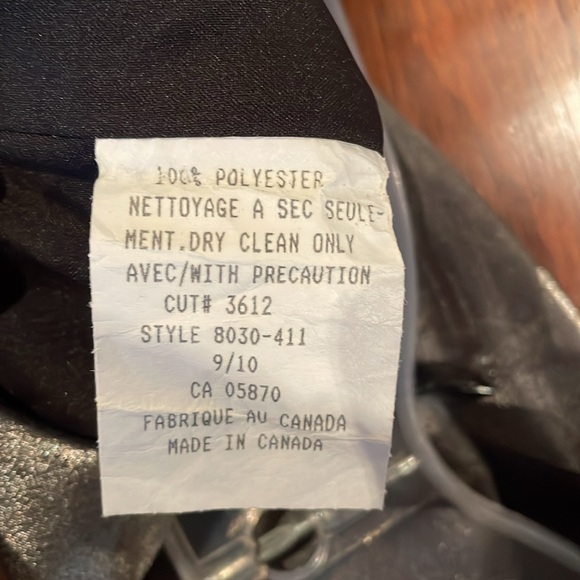 100% POLYESTER
NETTOYAGE A SEC SEULE-
MENT.DRY CLEAN ONLY
AVEC/WITH PRECAUTION
CUT# 3612
STYLE 8030-411
9/10
CA 05870
FABRIQUE AU CANADA
MADE IN CANADA